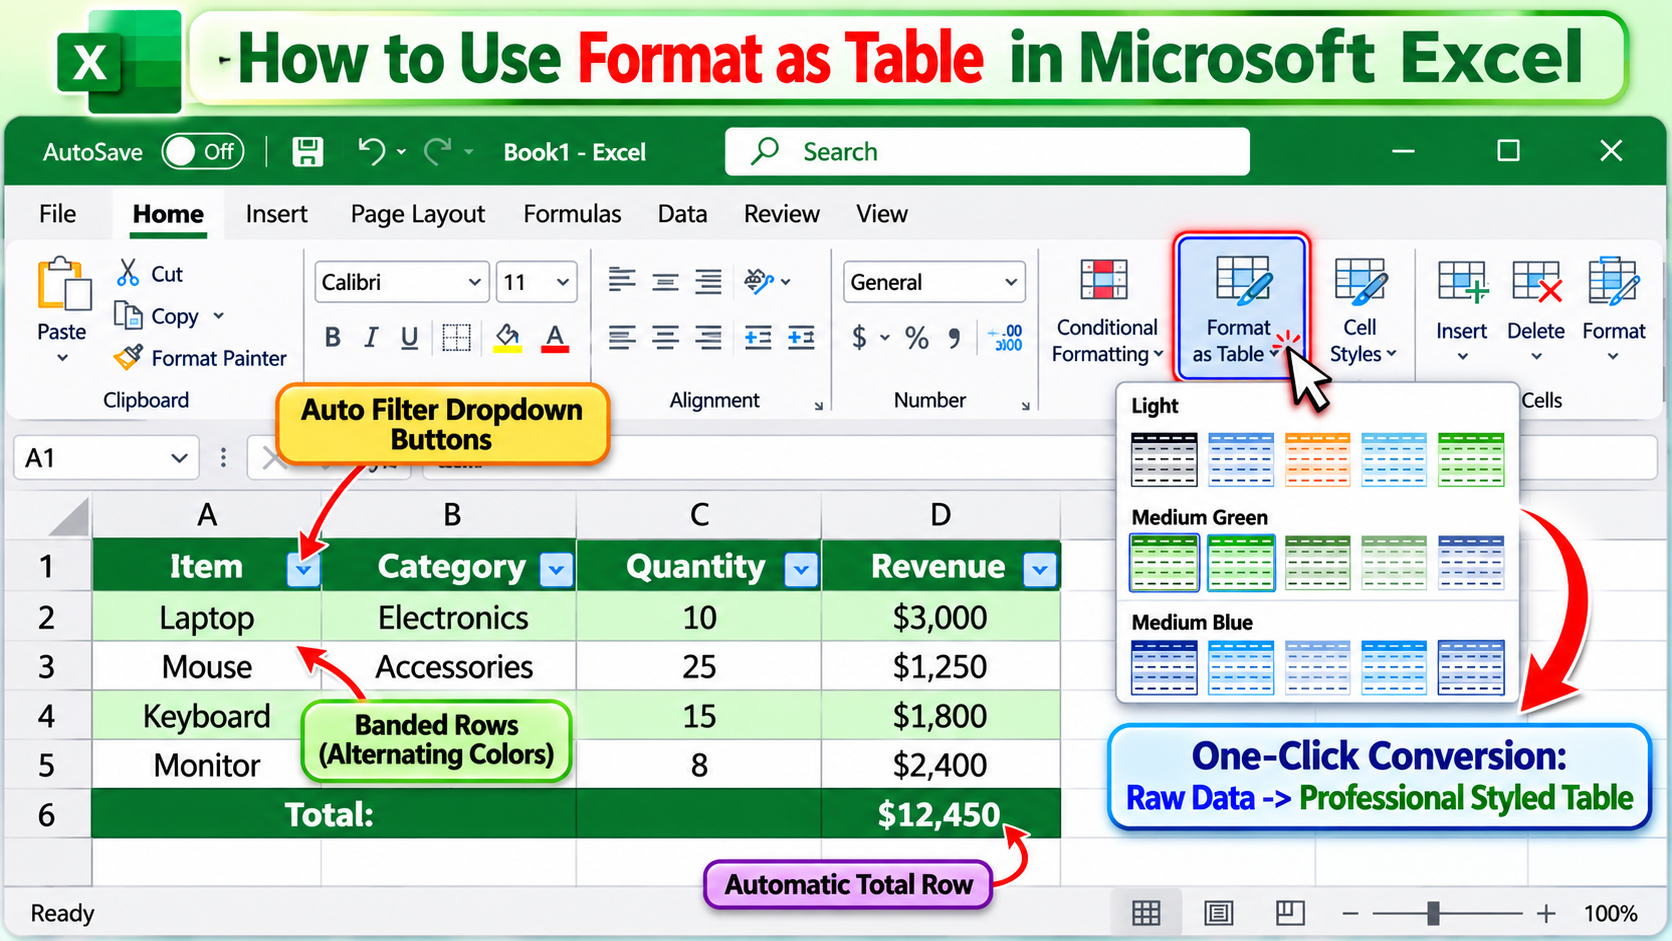 X
How to Use Format as Table in Microsoft Excel
AutoSave Off Book1 - Excel Search
File Home Insert Page Layout Formulas Data Review View
Paste
Cut
Copy
Format Painter
Clipboard
Calibri 11
B I U A
Alignment
General
$ % , .00
Number
Conditional
Formatting
Format
as Table
Cell
Styles
Insert
Delete
Format
Cells
Auto Filter Dropdown
Buttons
A1
Light
Medium Green
Medium Blue
A B C D
1 Item Category Quantity Revenue
2 Laptop Electronics 10 $3,000
3 Mouse Accessories 25 $1,250
4 Keyboard 15 $1,800
5 Monitor 8 $2,400
6 Total: $12,450
Banded Rows
(Alternating Colors)
One-Click Conversion:
Raw Data -> Professional Styled Table
Automatic Total Row
Ready
100%